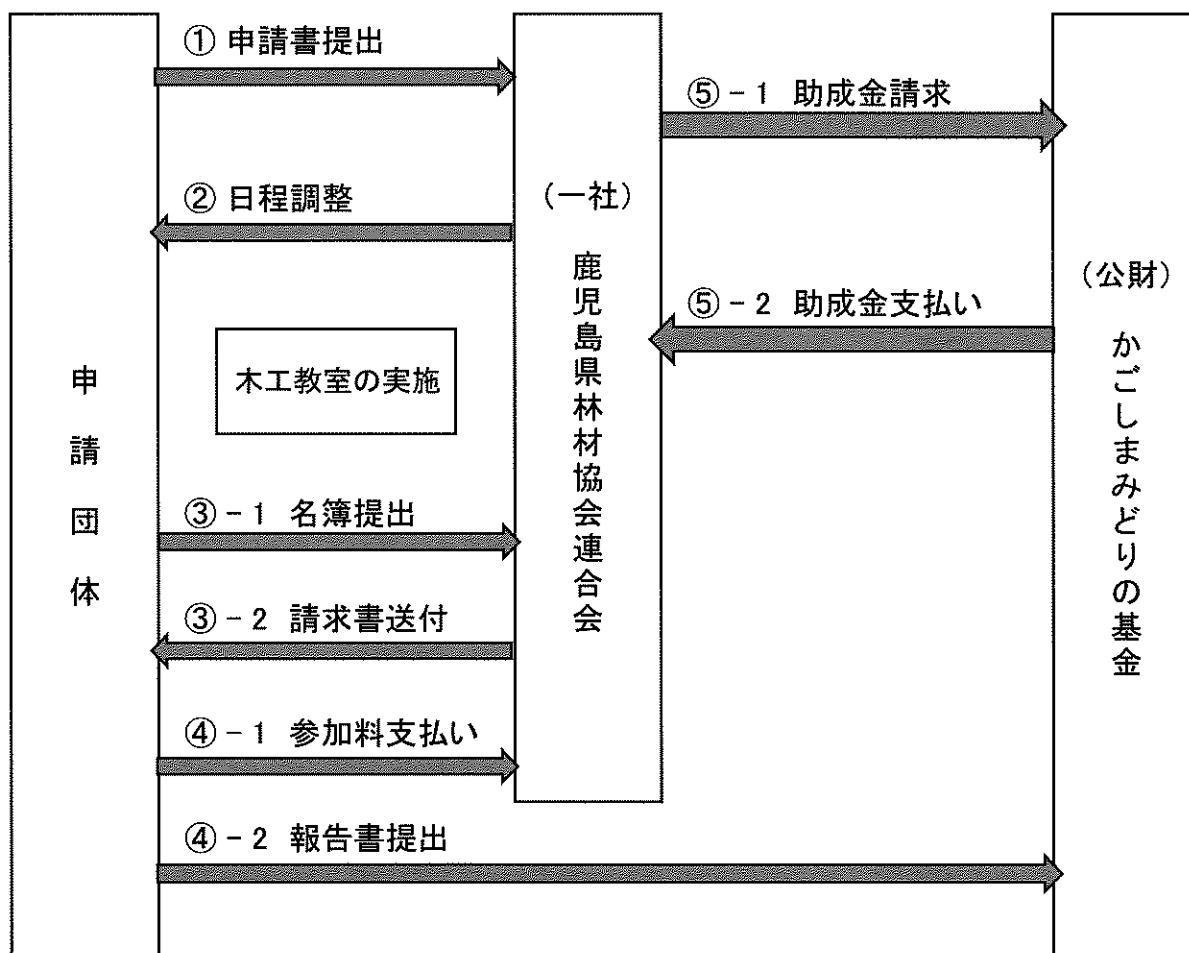 ① 申請書提出
② 日程調整
木工教室の実施
③-1 名簿提出
③-2 請求書送付
④-1 参加料支払い
④-2 報告書提出
⑤-1 助成金請求
⑤-2 助成金支払い
申請団体
（一社）鹿児島県林材協会連合会
（公財）かごしまみどりの基金